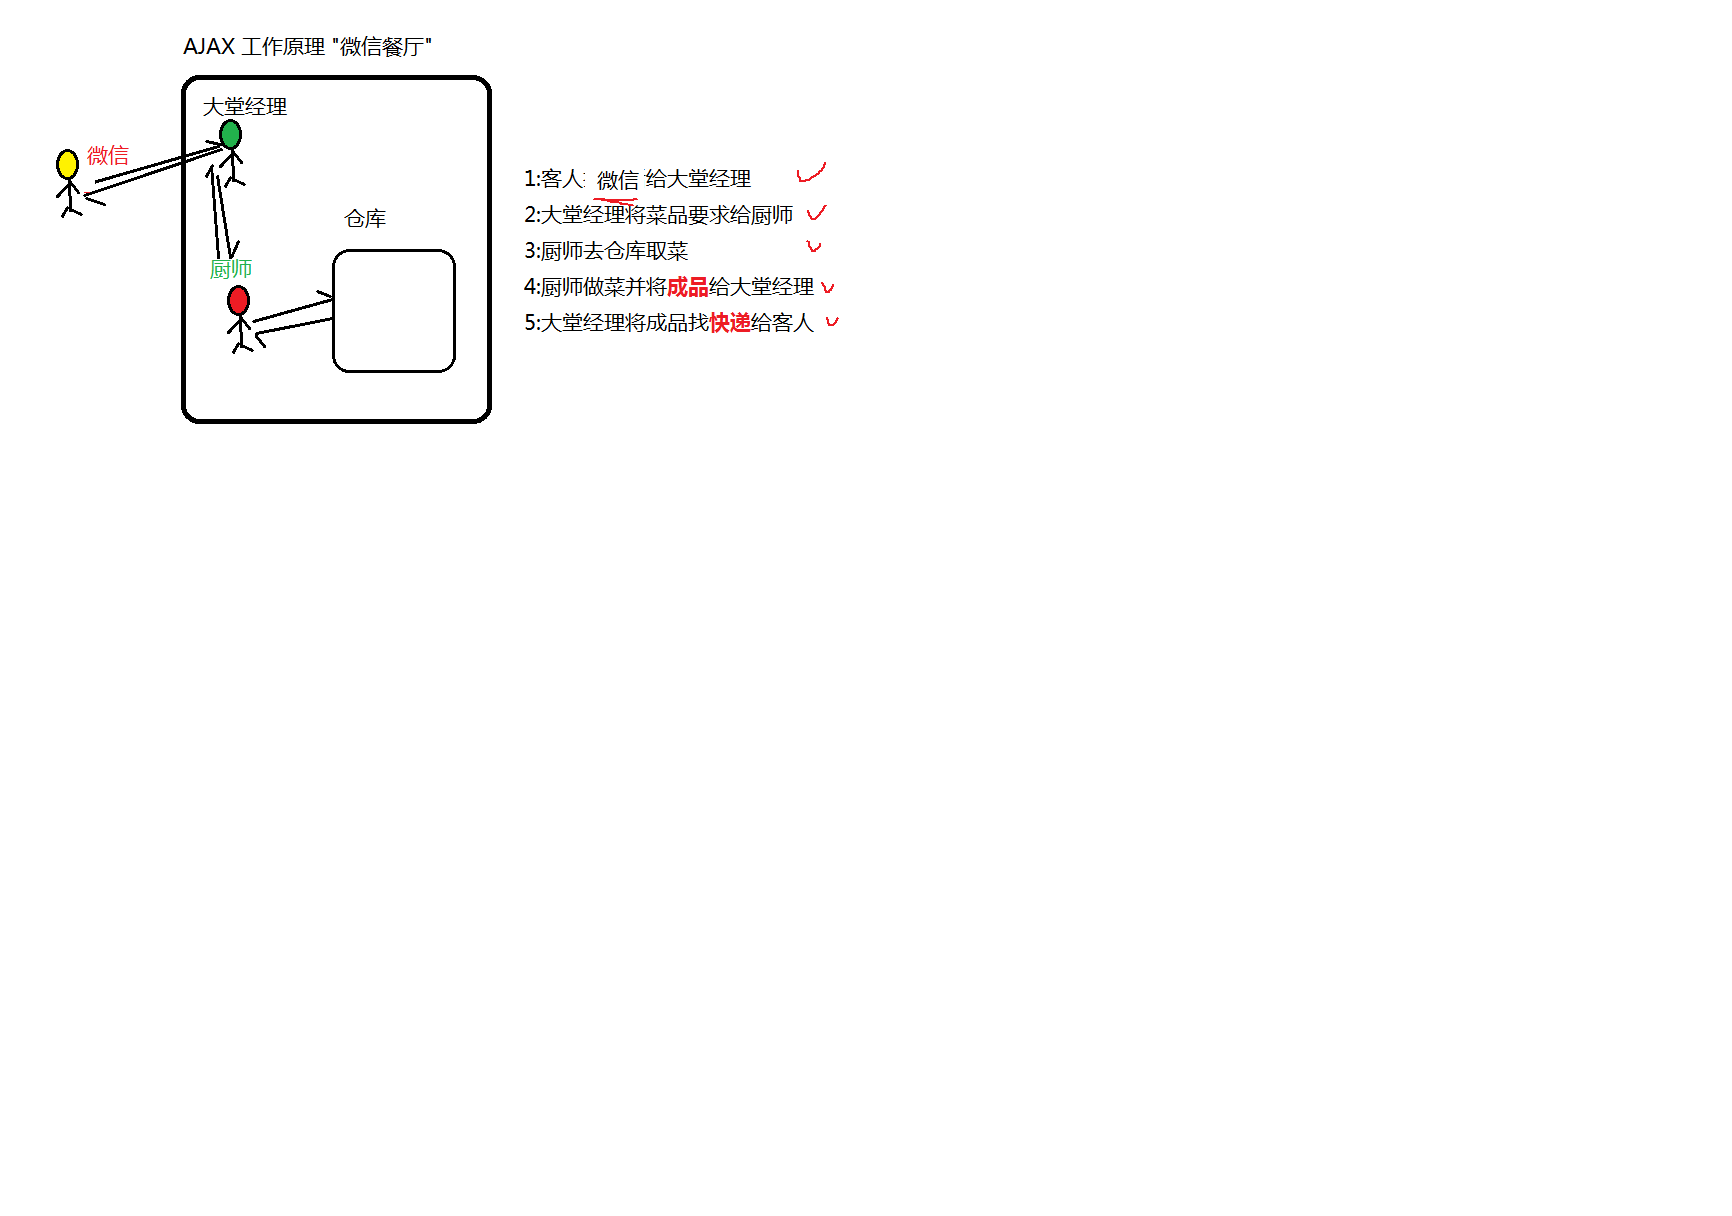 AJAX 工作原理 "微信餐厅"
大堂经理
微信
仓库
厨师
1:客人: 微信 给大堂经理
2:大堂经理将菜品要求给厨师
3:厨师去仓库取菜
4:厨师做菜并将成品给大堂经理
5:大堂经理将成品找快递给客人